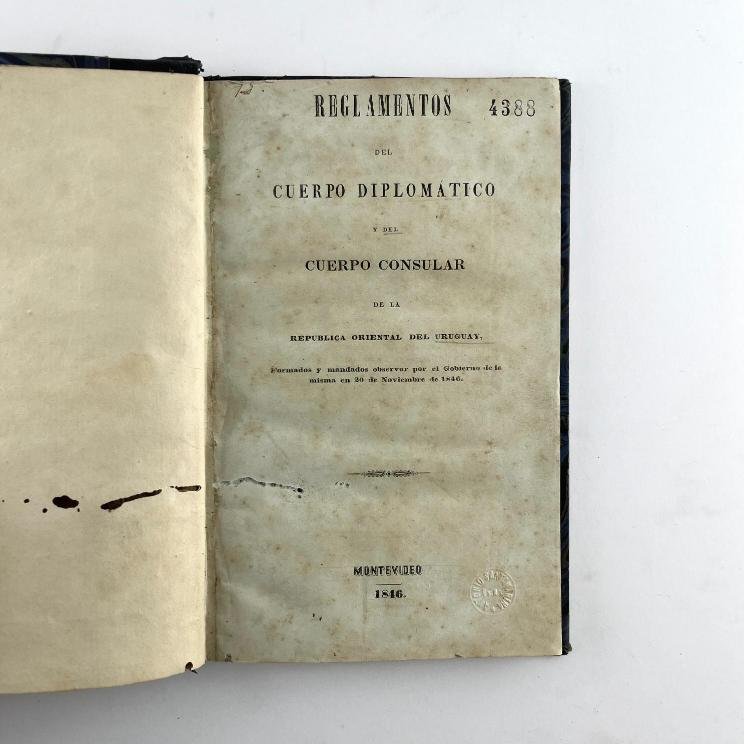 REGLAMENTOS 4388
DEL
CUERPO DIPLOMÁTICO
Y DEL
CUERPO CONSULAR
DE LA
REPUBLICA ORIENTAL DEL URUGUAY,
Formados y mandados observar por el Gobierno de la
misma en 20 de Noviembre de 1846.
MONTEVIDEO
1846.